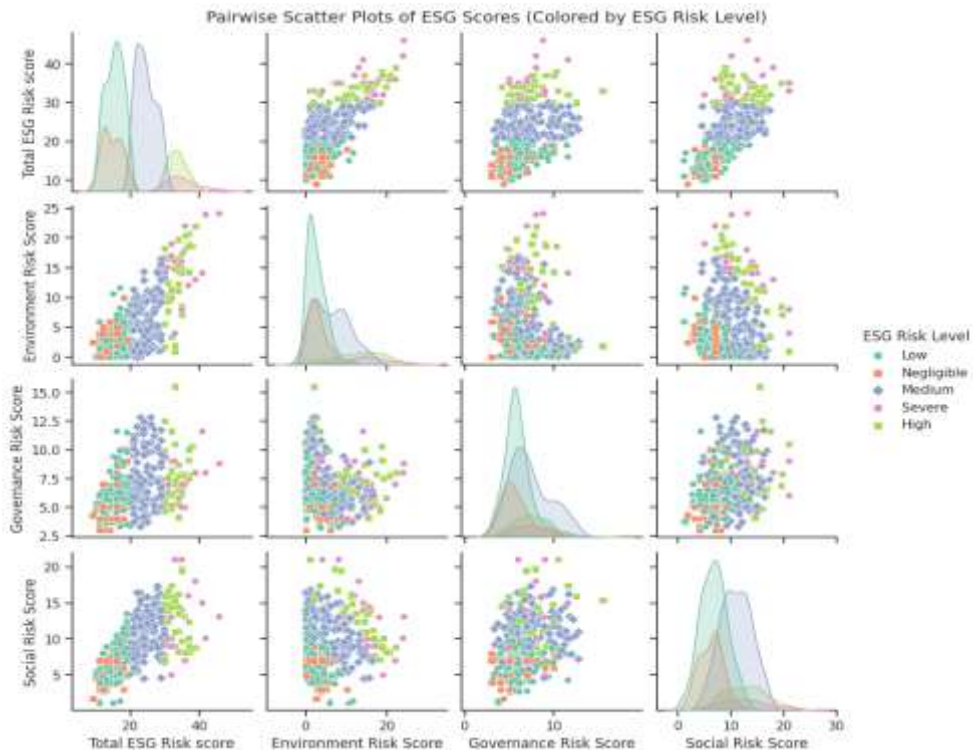 Pairwise Scatter Plots of ESG Scores (Colored by ESG Risk Level)
Total ESG Risk score
40
30
20
10
Environment Risk Score
25
20
15
10
5
0
Governance Risk Score
15.0
12.5
10.0
7.5
5.0
2.5
Social Risk Score
20
15
10
5
20 40
Total ESG Risk score
0 20
Environment Risk Score
0 10
Governance Risk Score
0 10 20 30
Social Risk Score
ESG Risk Level
Low
Negligible
Medium
Severe
High